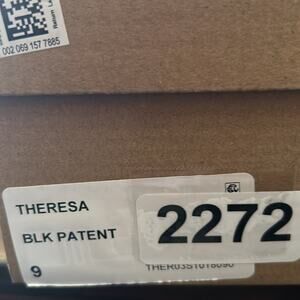 002 069 157 7885
THERESA
BLK PATENT
2272
9